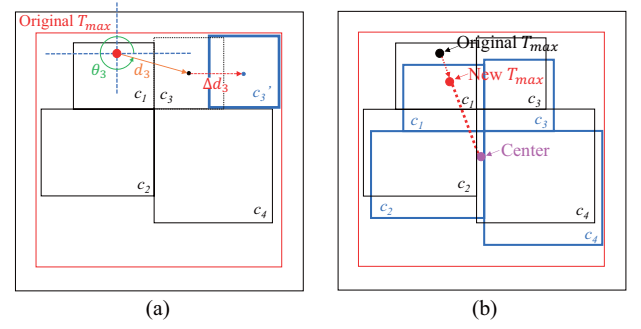 Original T_max
θ_3
d_3
c_1
c_3
Δd_3
c_3'
c_2
c_4
(a)
Original T_max
New T_max
c_1
c_1
c_3
c_3
Center
c_2
c_2
c_4
c_4
(b)